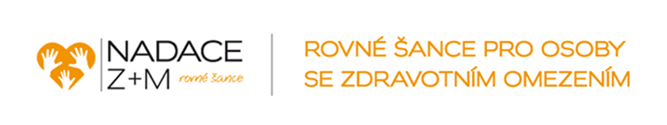 NADACE
Z+M rovné šance
ROVNÉ ŠANCE PRO OSOBY
SE ZDRAVOTNÍM OMEZENÍM